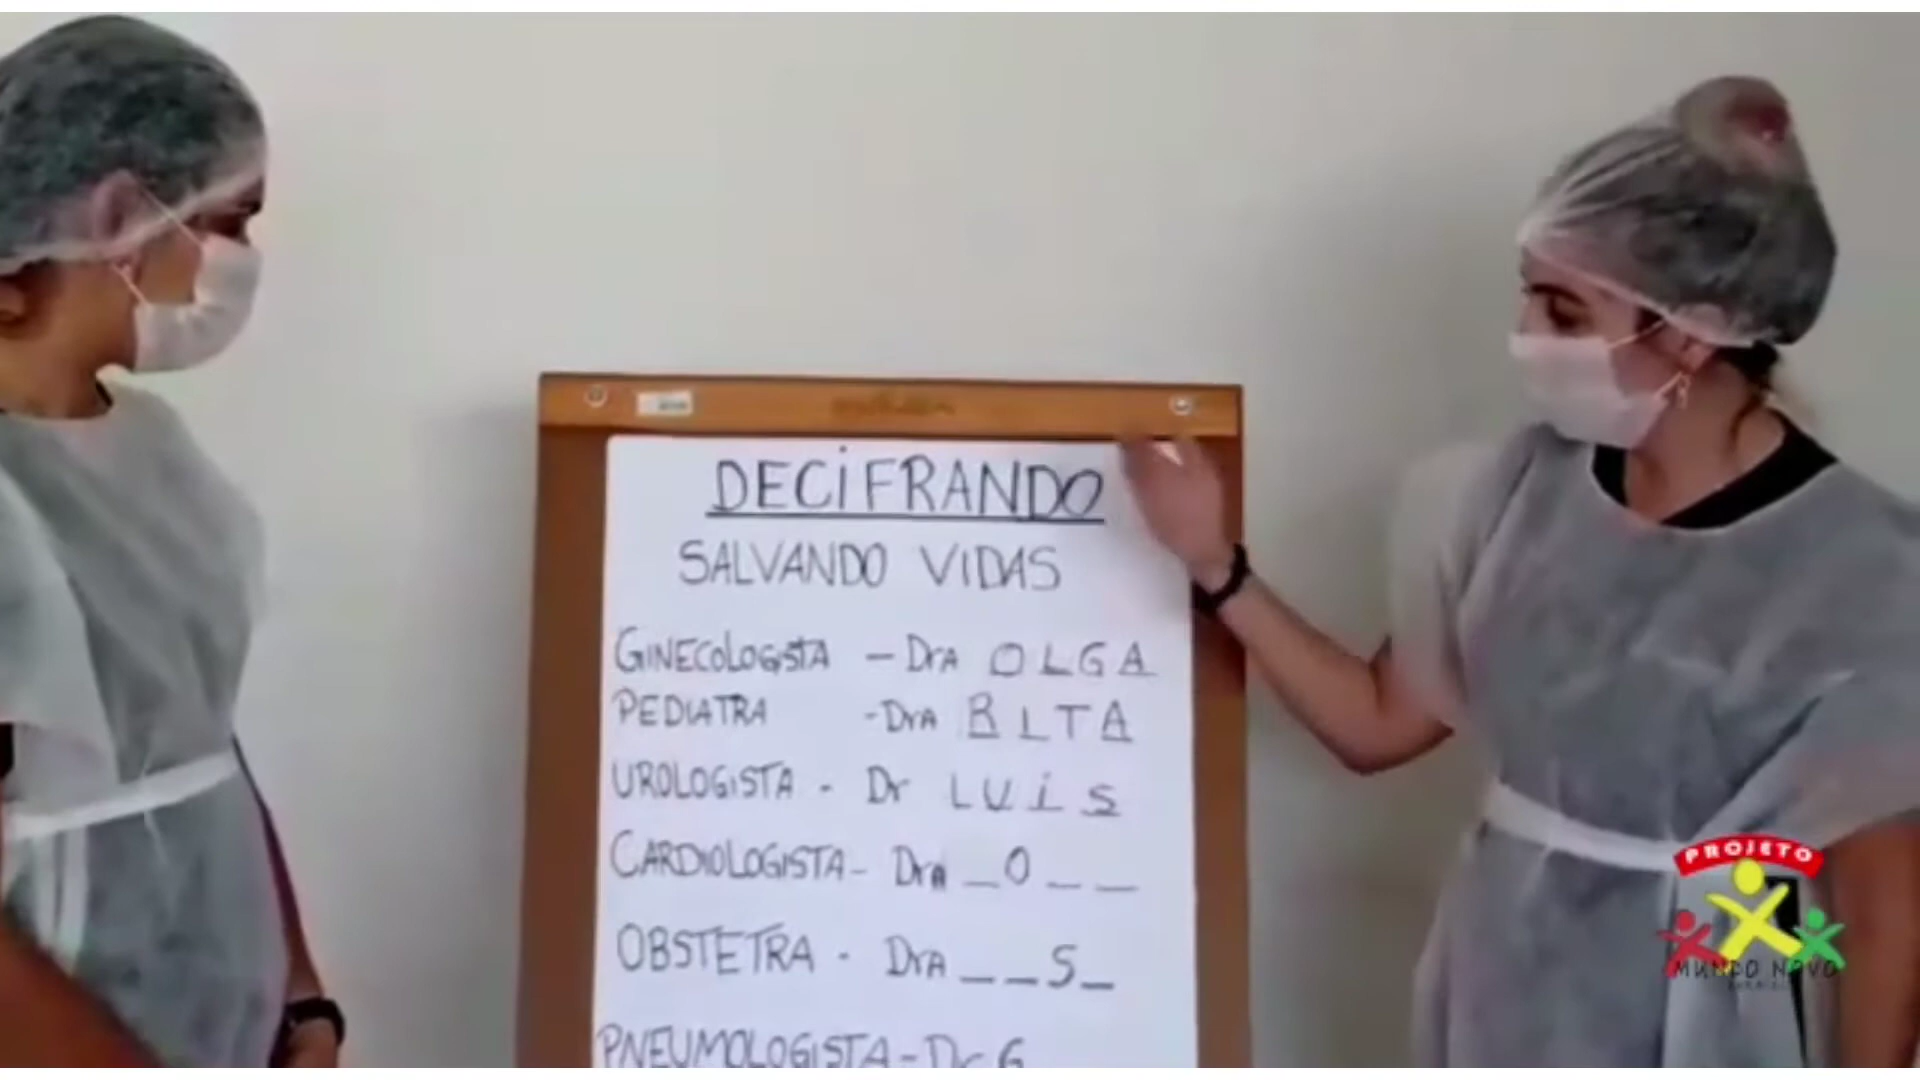 DECIFRANDO
SALVANDO VIDAS
GINECOLOGISTA - Dra OLGA
PEDIATRA - Dra RITA
UROLOGISTA - Dr LUIS
CARDIOLOGISTA - Dra _ O _ _
OBSTETRA - Dra _ _ S _
PNEUMOLOGISTA - Dr G
PROJETO
MUNDO NOVO